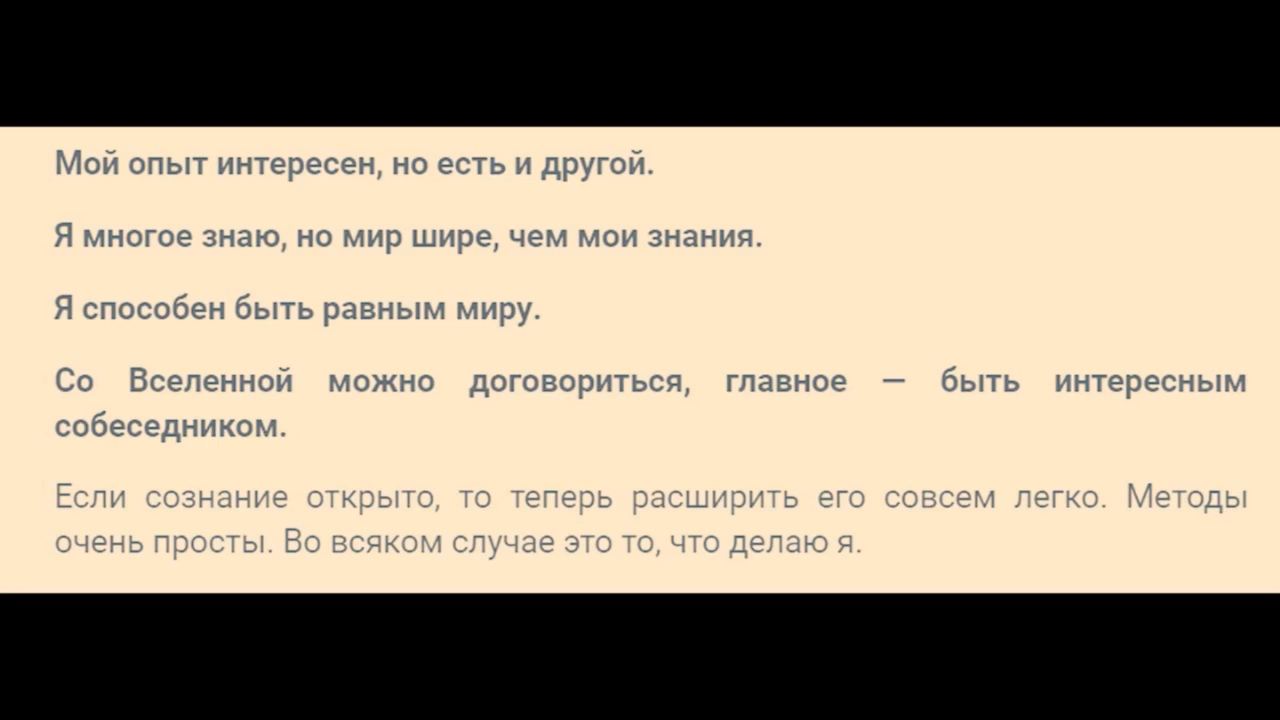 Мой опыт интересен, но есть и другой.
Я многое знаю, но мир шире, чем мои знания.
Я способен быть равным миру.
Со Вселенной можно договориться, главное — быть интересным
собеседником.
Если сознание открыто, то теперь расширить его совсем легко. Методы
очень просты. Во всяком случае это то, что делаю я.